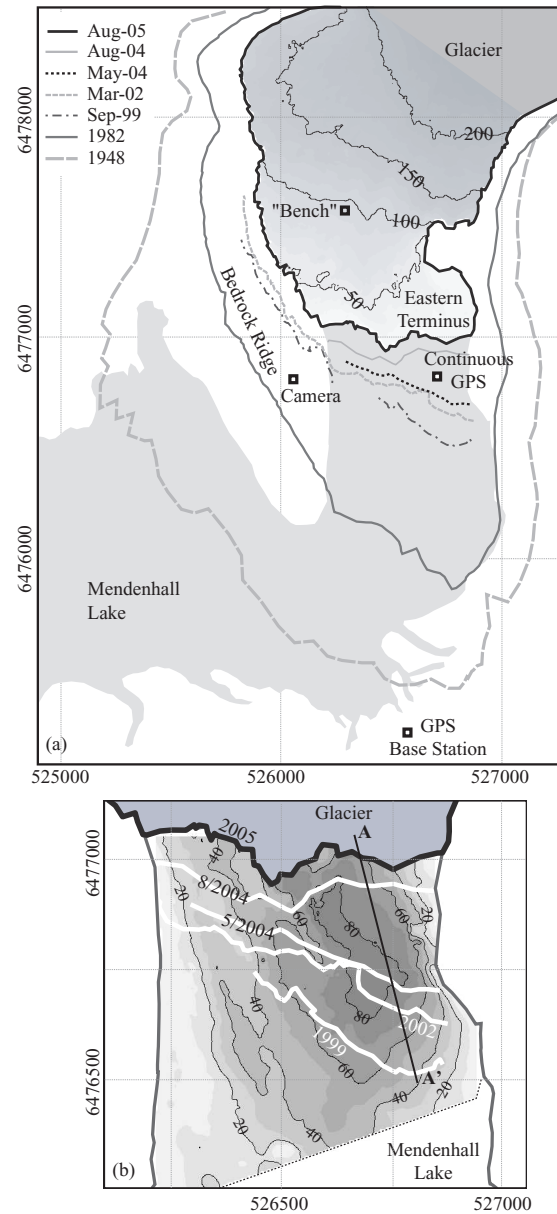 Aug-05
Aug-04
May-04
Mar-02
Sep-99
1982
1948
Glacier
200
150
100
50
"Bench"
Eastern
Terminus
Bedrock Ridge
Camera
Continuous
GPS
Mendenhall
Lake
GPS
Base Station
(a)
6478000
6477000
6476000
525000
526000
527000
Glacier
2005
A
40
20
8/2004
60
60
20
5/2004
80
40
80
2002
1999
60
A'
20
40
40
20
Mendenhall
Lake
(b)
6477000
6476500
526500
527000